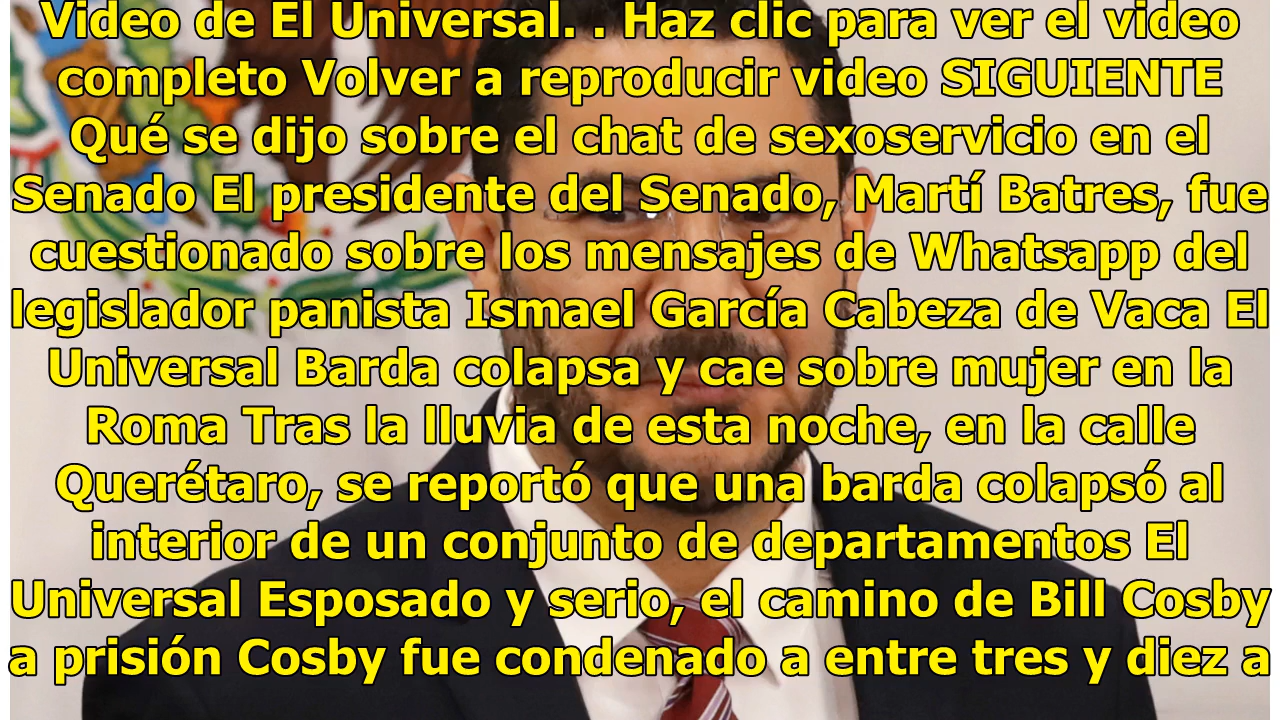 Video de El Universal. . Haz clic para ver el video
completo Volver a reproducir video SIGUIENTE
Qué se dijo sobre el chat de sexoservicio en el
Senado El presidente del Senado, Martí Batres, fue
cuestionado sobre los mensajes de Whatsapp del
legislador panista Ismael García Cabeza de Vaca El
Universal Barda colapsa y cae sobre mujer en la
Roma Tras la lluvia de esta noche, en la calle
Querétaro, se reportó que una barda colapsó al
interior de un conjunto de departamentos El
Universal Esposado y serio, el camino de Bill Cosby
a prisión Cosby fue condenado a entre tres y diez a